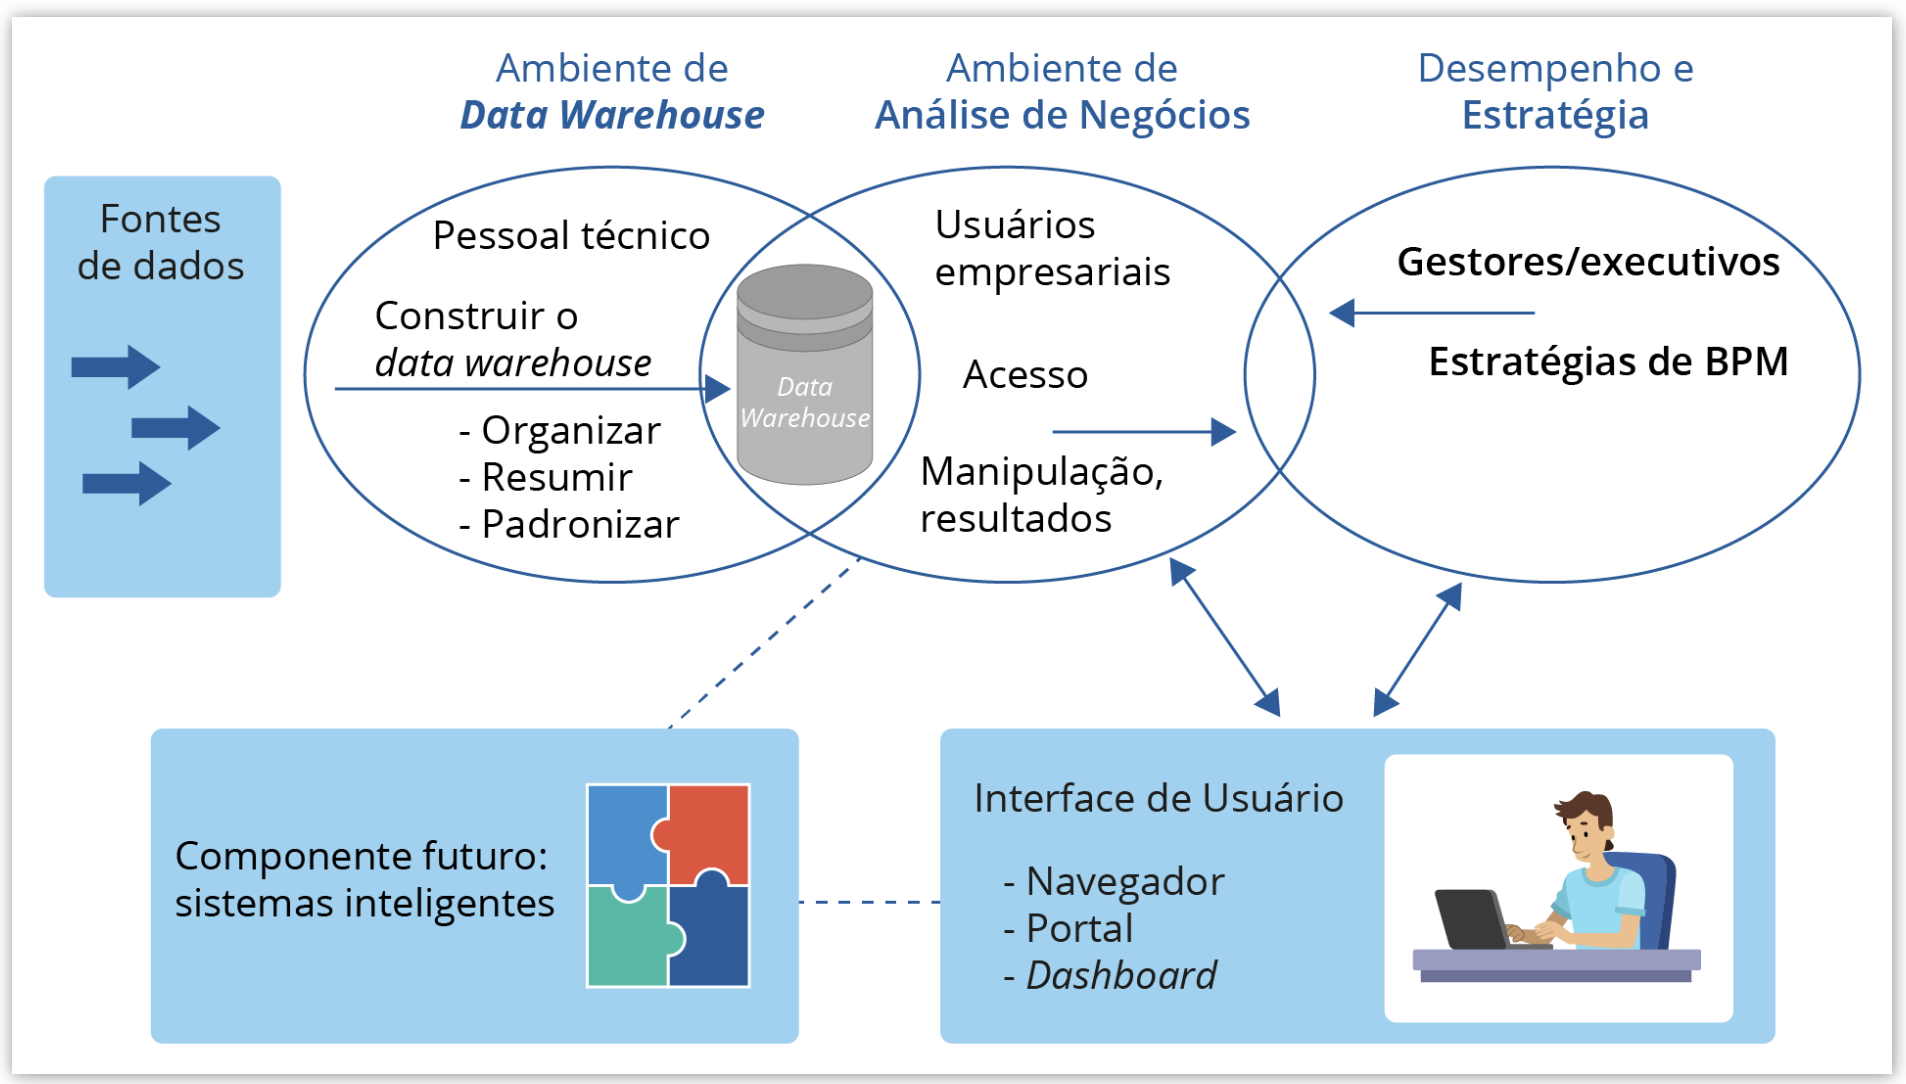 Ambiente de
Data Warehouse
Ambiente de
Análise de Negócios
Desempenho e
Estratégia
Fontes
de dados
Pessoal técnico
Construir o
data warehouse
- Organizar
- Resumir
- Padronizar
Data
Warehouse
Usuários
empresariais
Acesso
Manipulação,
resultados
Gestores/executivos
Estratégias de BPM
Componente futuro:
sistemas inteligentes
Interface de Usuário
- Navegador
- Portal
- Dashboard